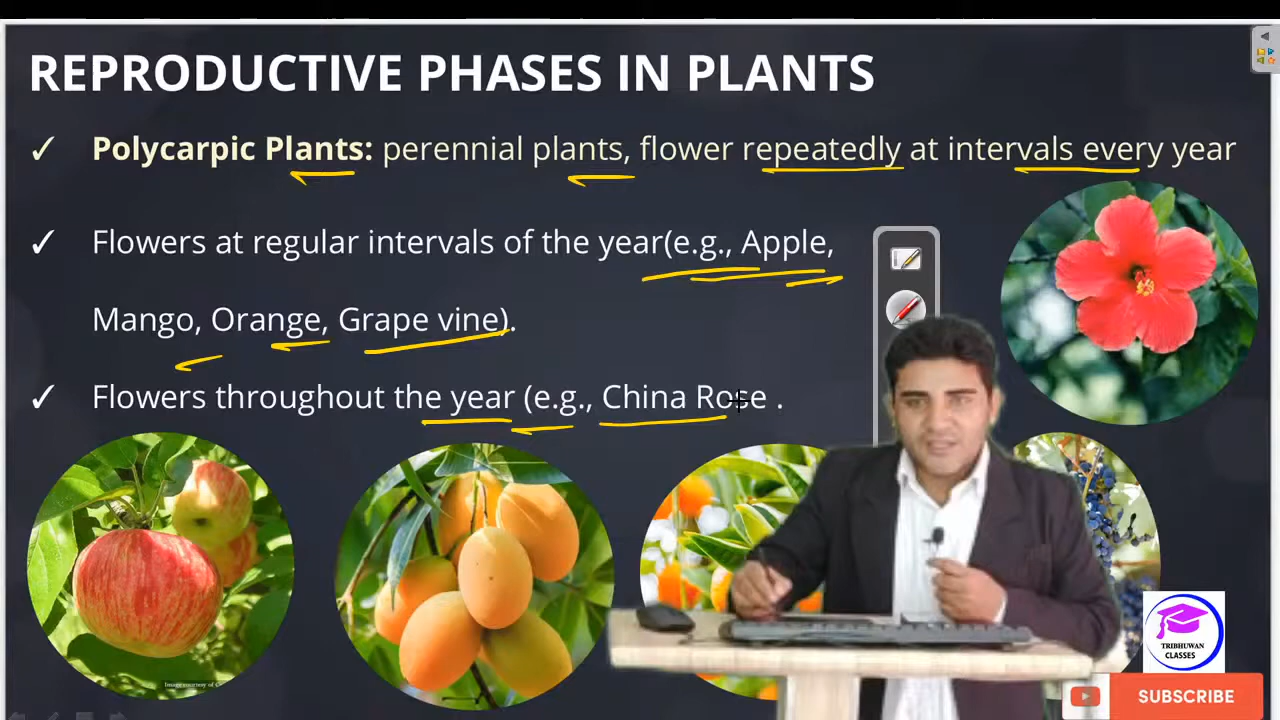 REPRODUCTIVE PHASES IN PLANTS
✓ Polycarpic Plants: perennial plants, flower repeatedly at intervals every year
✓ Flowers at regular intervals of the year(e.g., Apple,
Mango, Orange, Grape vine).
✓ Flowers throughout the year (e.g., China Rose .
TRIBHUWAN
CLASSES
SUBSCRIBE